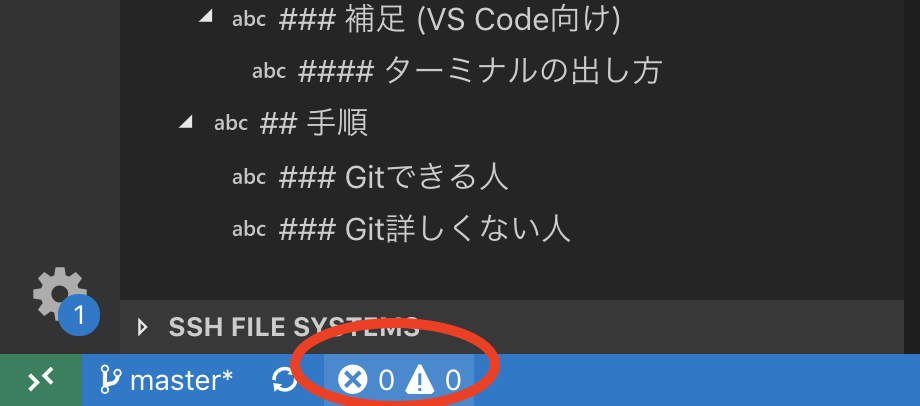 abc ### 補足 (VS Code向け)
abc #### ターミナルの出し方
abc ## 手順
abc ### Gitできる人
abc ### Git詳しくない人
1
SSH FILE SYSTEMS
master* 0 0